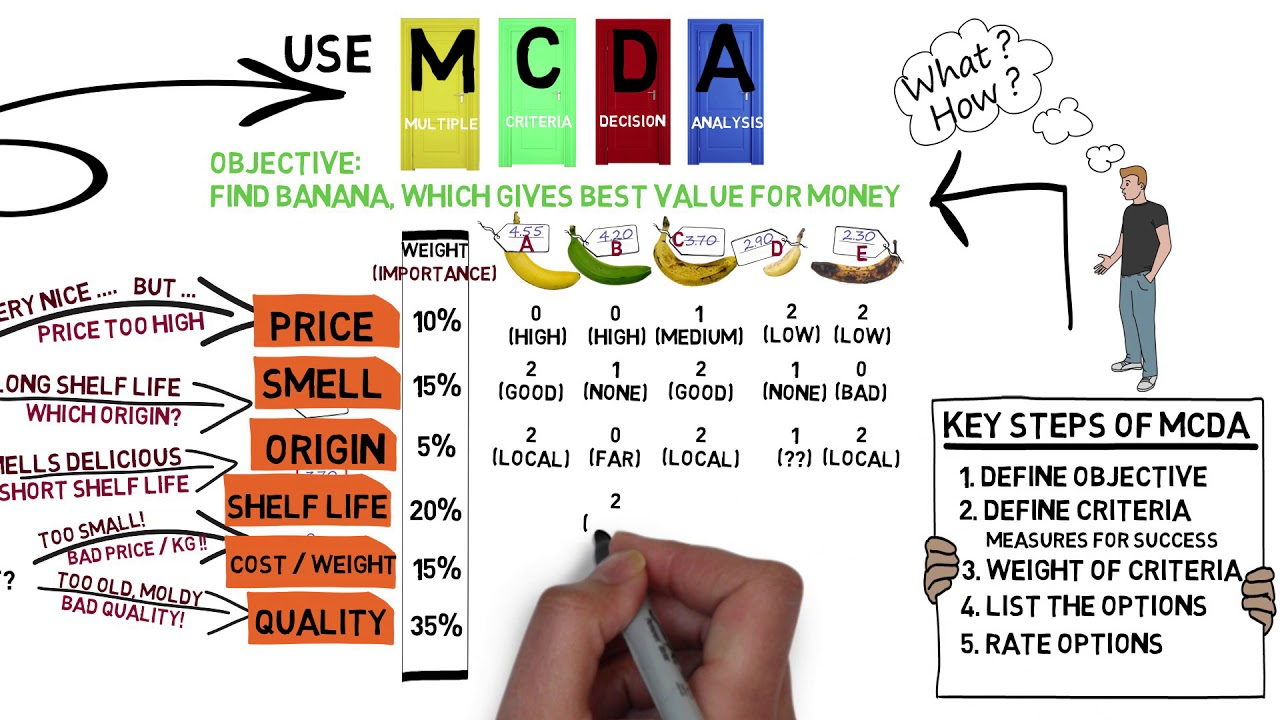 USE M C D A
MULTIPLE CRITERIA DECISION ANALYSIS
What ?
How ?
OBJECTIVE:
FIND BANANA, WHICH GIVES BEST VALUE FOR MONEY
WEIGHT
(IMPORTANCE)
4.55 A
4.20 B
C 3.70
2.90 D
2.30 E
ERY NICE .... BUT ...
PRICE TOO HIGH
PRICE 10% 0 0 1 2 2
(HIGH) (HIGH) (MEDIUM) (LOW) (LOW)
LONG SHELF LIFE
WHICH ORIGIN?
SMELL 15% 2 1 2 1 0
(GOOD) (NONE) (GOOD) (NONE) (BAD)
MELLS DELICIOUS
SHORT SHELF LIFE
ORIGIN 5% 2 0 2 1 2
(LOCAL) (FAR) (LOCAL) (??) (LOCAL)
SHELF LIFE 20% 2
(
TOO SMALL!
BAD PRICE / KG !!
COST / WEIGHT 15%
?
TOO OLD, MOLDY
BAD QUALITY!
QUALITY 35%
KEY STEPS OF MCDA
1. DEFINE OBJECTIVE
2. DEFINE CRITERIA
MEASURES FOR SUCCESS
3. WEIGHT OF CRITERIA
4. LIST THE OPTIONS
5. RATE OPTIONS